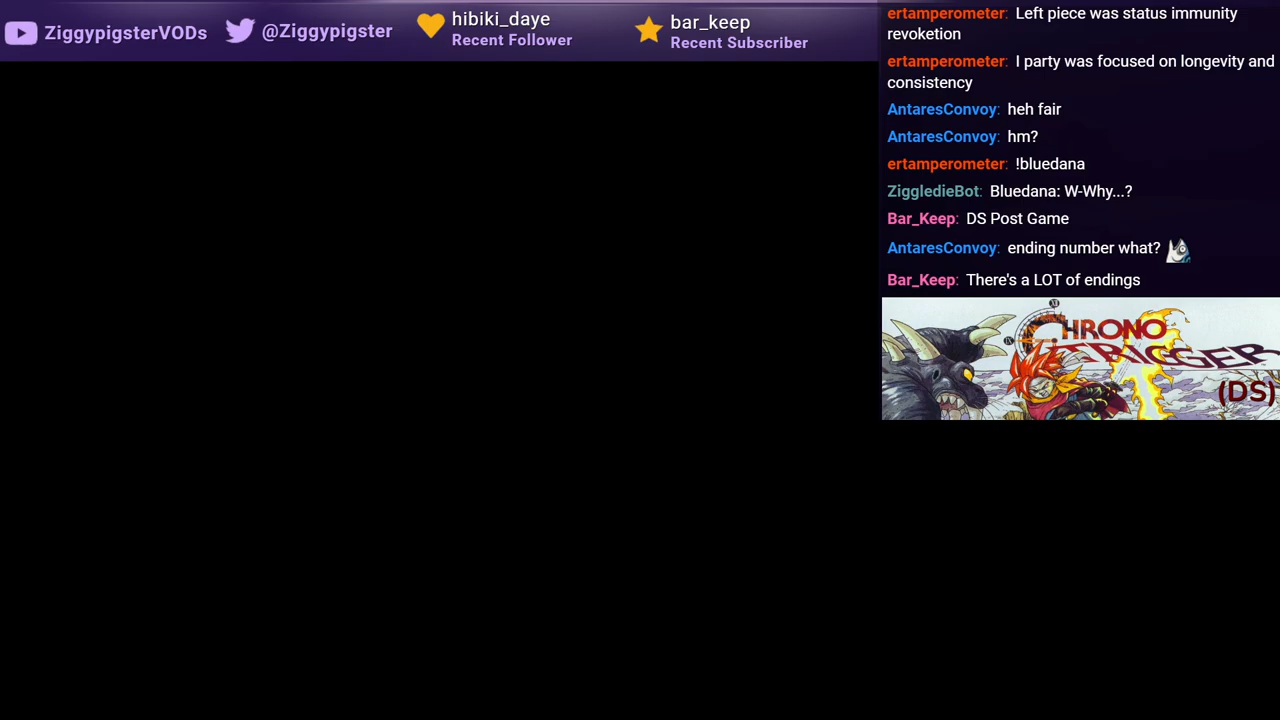 ZiggypigsterVODs
@Ziggypigster
hibiki_daye
Recent Follower
bar_keep
Recent Subscriber
ertamperometer: Left piece was status immunity
revoketion
ertamperometer: I party was focused on longevity and
consistency
AntaresConvoy: heh fair
AntaresConvoy: hm?
ertamperometer: !bluedana
ZiggledieBot: Bluedana: W-Why...?
Bar_Keep: DS Post Game
AntaresConvoy: ending number what?
Bar_Keep: There's a LOT of endings
CHRONO
TRIGGER
(DS)